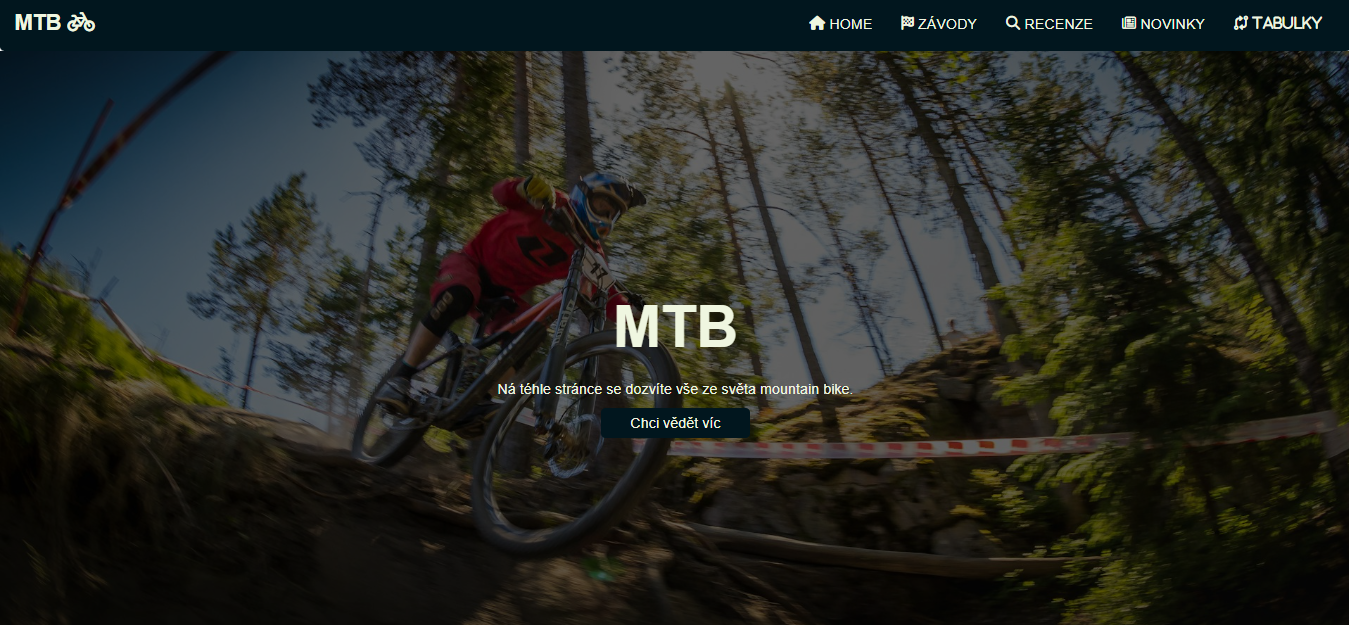 MTB
HOME ZÁVODY RECENZE NOVINKY TABULKY
MTB
Ná téhle stránce se dozvíte vše ze světa mountain bike.
Chci vědět víc
13